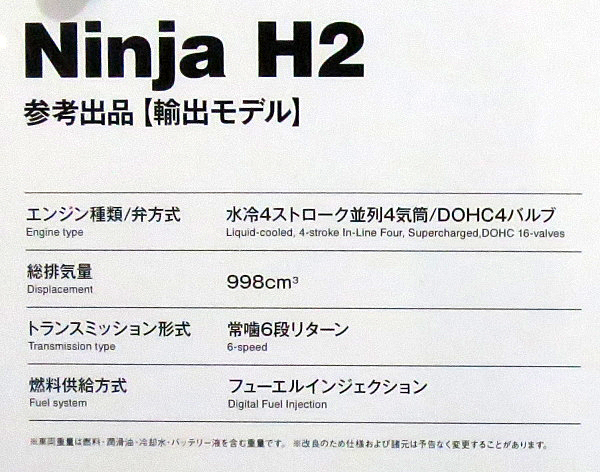 Ninja H2
参考出品【輸出モデル】
エンジン種類/弁方式 水冷4ストローク並列4気筒/DOHC4バルブ
Engine type Liquid-cooled, 4-stroke In-Line Four, Supercharged,DOHC 16-valves
総排気量
998cm³
Displacement
トランスミッション形式 常噛6段リターン
Transmission type 6-speed
燃料供給方式 フューエルインジェクション
Fuel system Digital Fuel Injection
※車両重量は燃料・潤滑油・冷却水・バッテリー液を含む重量です。 ※改良のため仕様および諸元は予告なく変更することがあります。